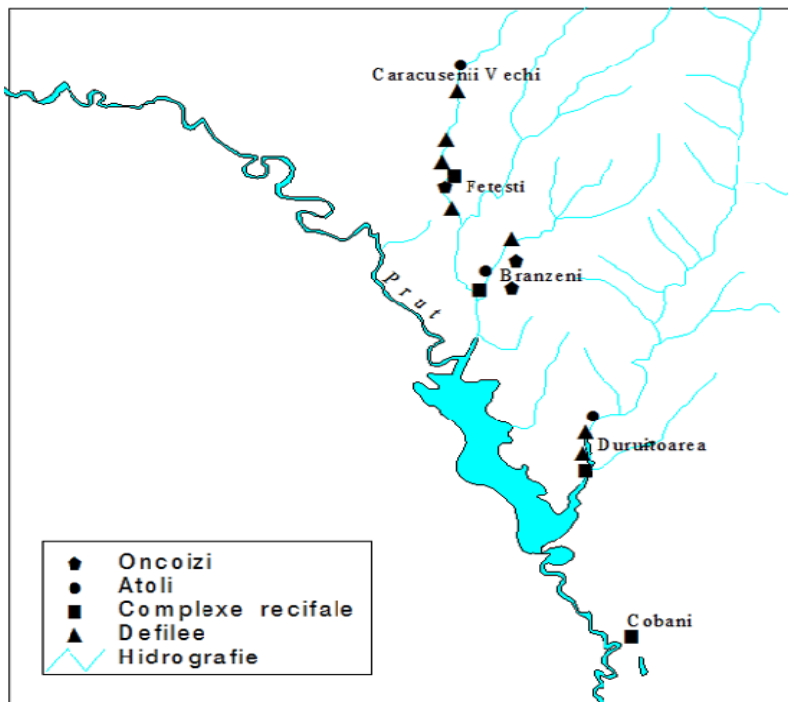 Caracusenii Vechi
Fetesti
Branzeni
Prut
Duruitoarea
Oncoizi
Atoli
Complexe recifale
Defilee
Hidrografie
Cobani